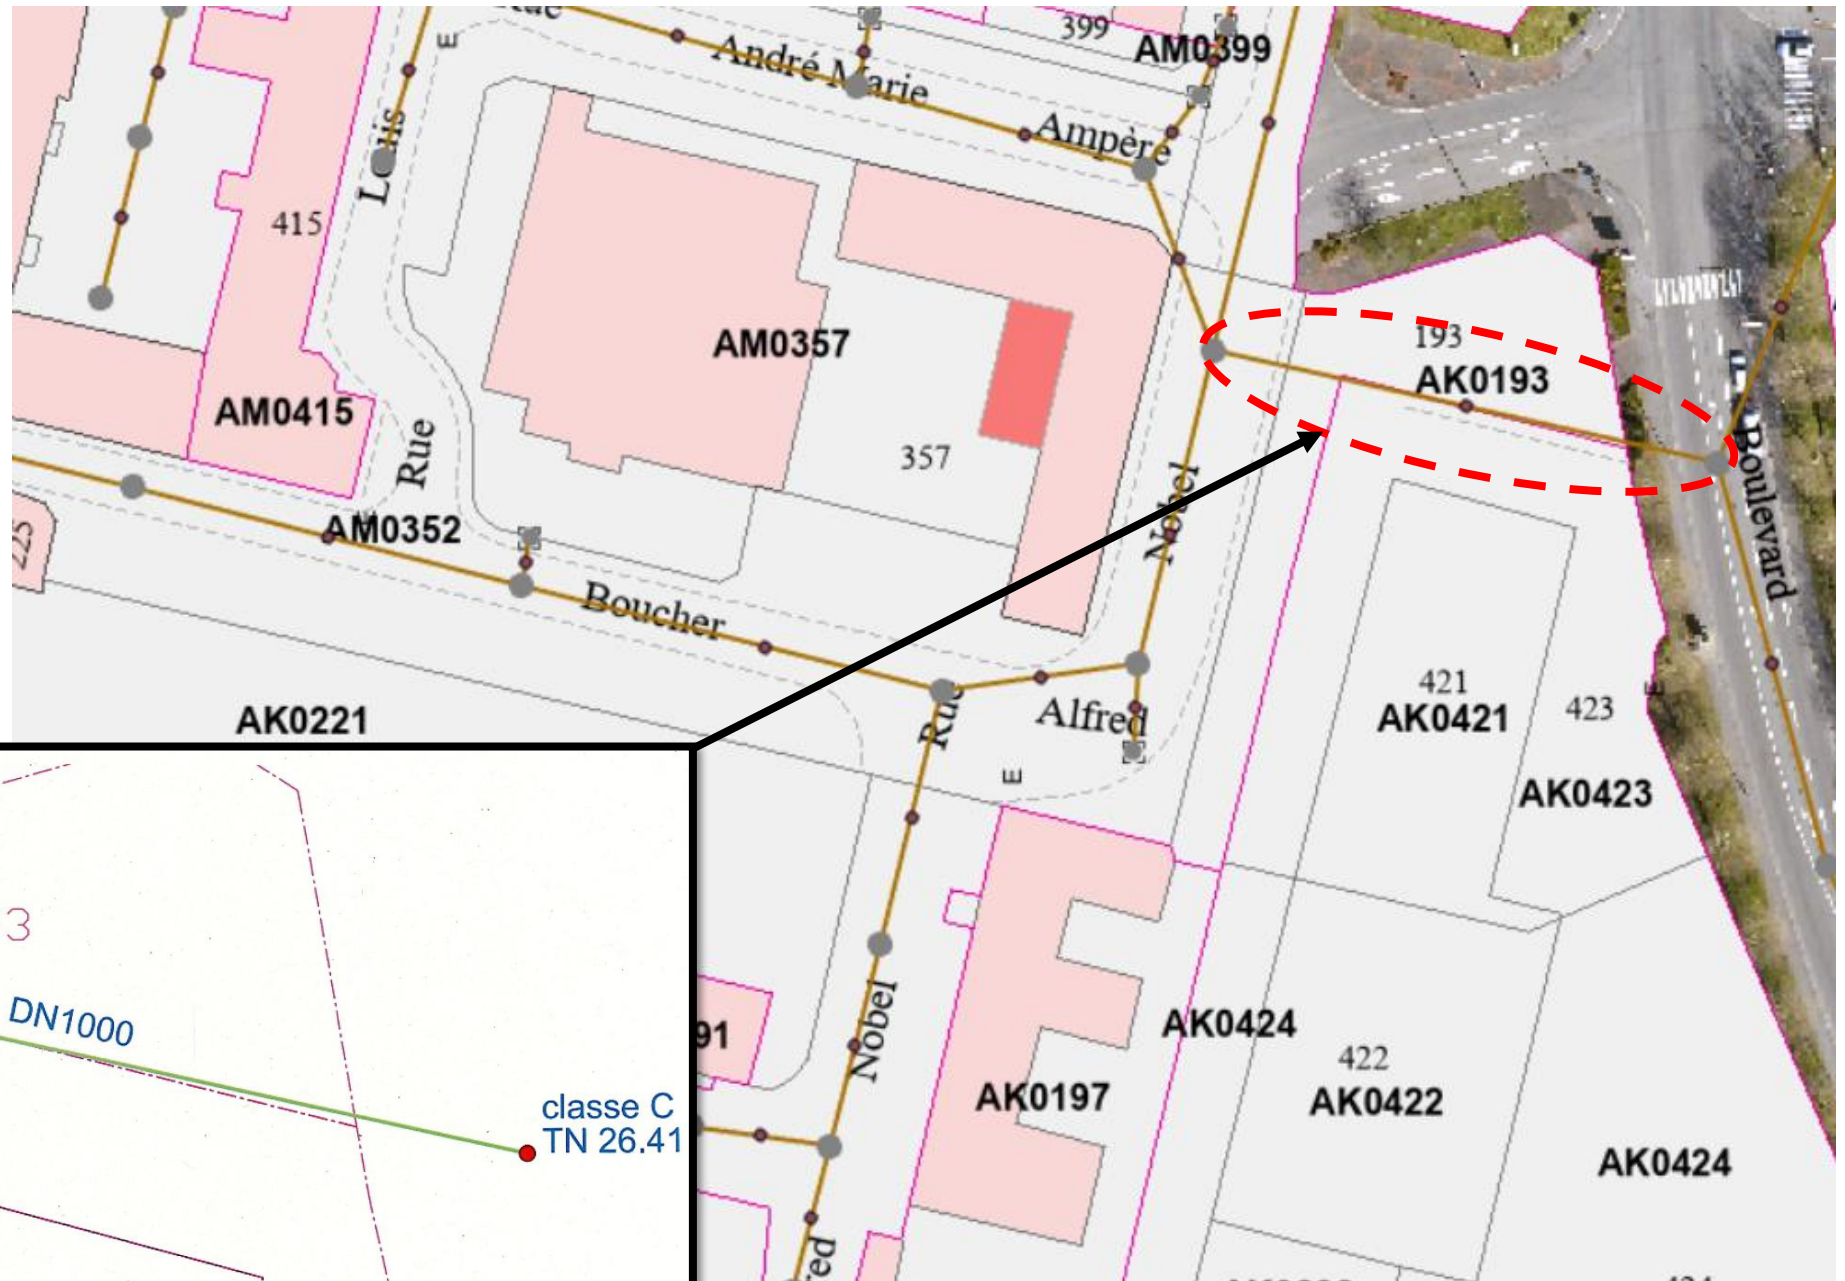 Rue
399
AM0399
André Marie
Ampère
E
Louis
415
193
AK0193
AM0357
AM0415
357
Rue
Boulevard
AM0352
225
Nobel
Boucher
421
AK0421
423
Rue
Alfred
E
E
AK0221
AK0423
3
DN1000
classe C
TN 26.41
91
Nobel
AK0424
422
AK0422
AK0197
AK0424